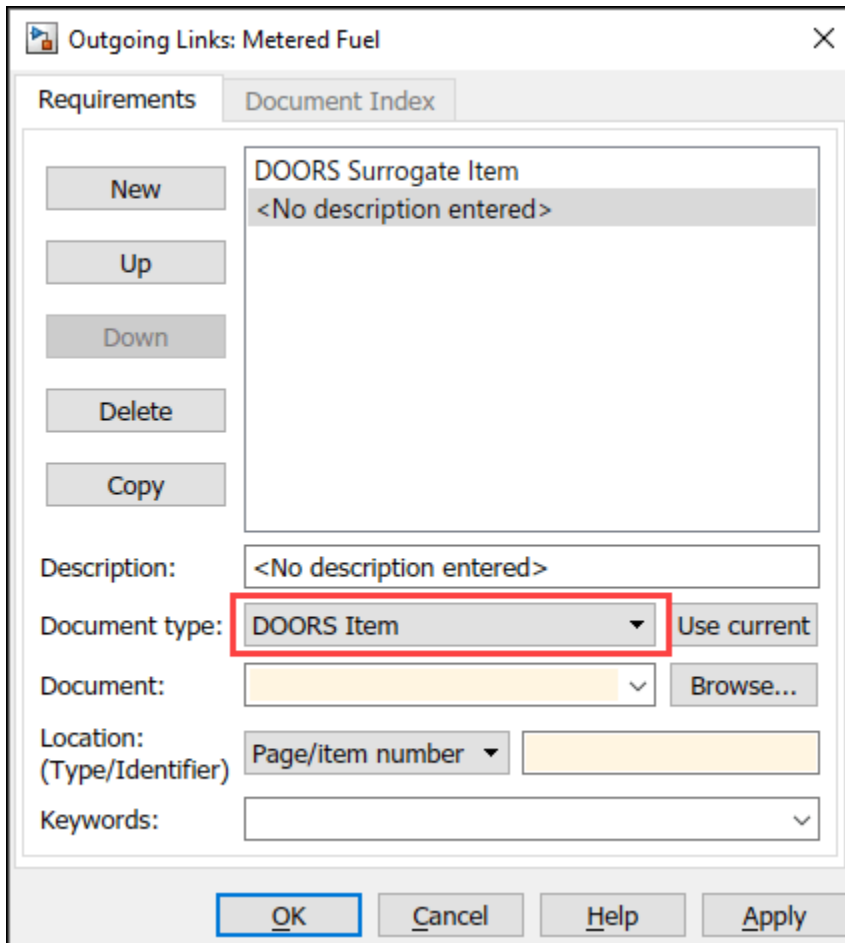 Outgoing Links: Metered Fuel
Requirements
Document Index
New
Up
Down
Delete
Copy
DOORS Surrogate Item
<No description entered>
Description:
<No description entered>
Document type:
DOORS Item
Use current
Document:
Browse...
Location:
(Type/Identifier)
Page/item number
Keywords:
OK
Cancel
Help
Apply